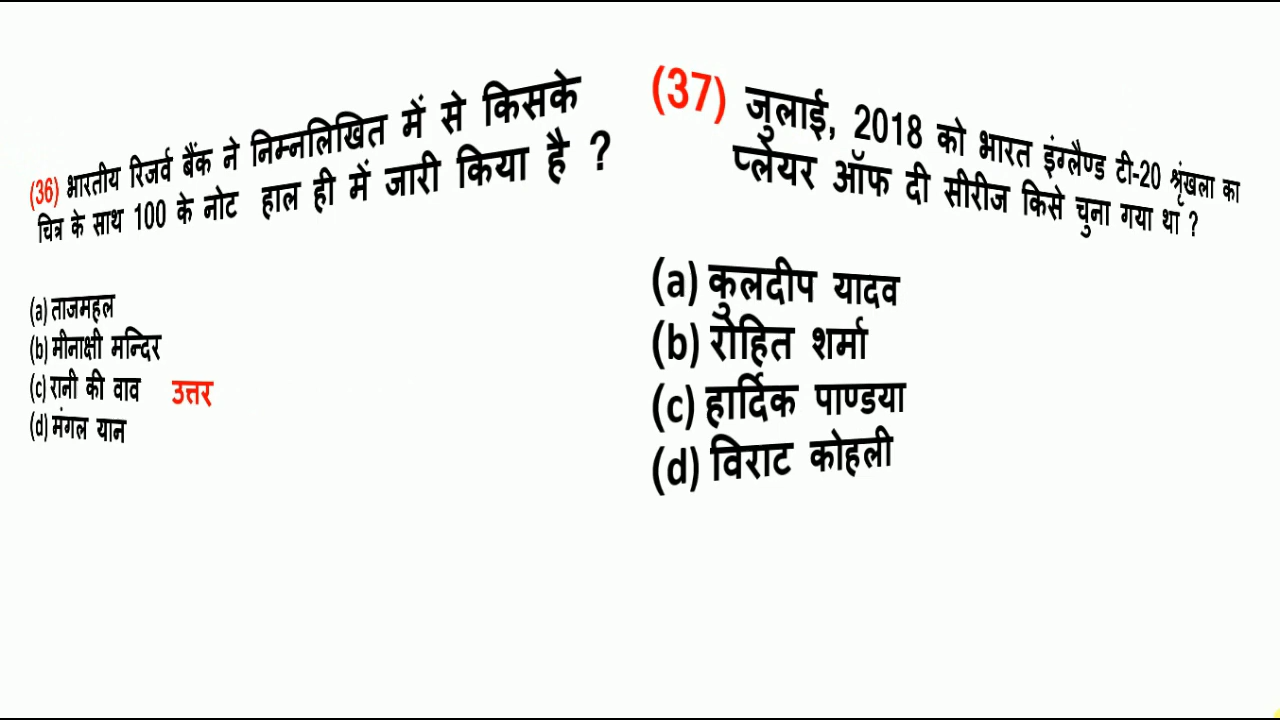 (36) भारतीय रिजर्व बैंक ने निम्नलिखित में से किसके
चित्र के साथ 100 के नोट हाल ही में जारी किया है ?
(a) ताजमहल
(b) मीनाक्षी मन्दिर
(c) रानी की वाव उत्तर
(d) मंगल यान
(37) जुलाई, 2018 को भारत इंग्लैण्ड टी-20 श्रृंखला का
प्लेयर ऑफ दी सीरीज किसे चुना गया था ?
(a) कुलदीप यादव
(b) रोहित शर्मा
(c) हार्दिक पाण्डया
(d) विराट कोहली